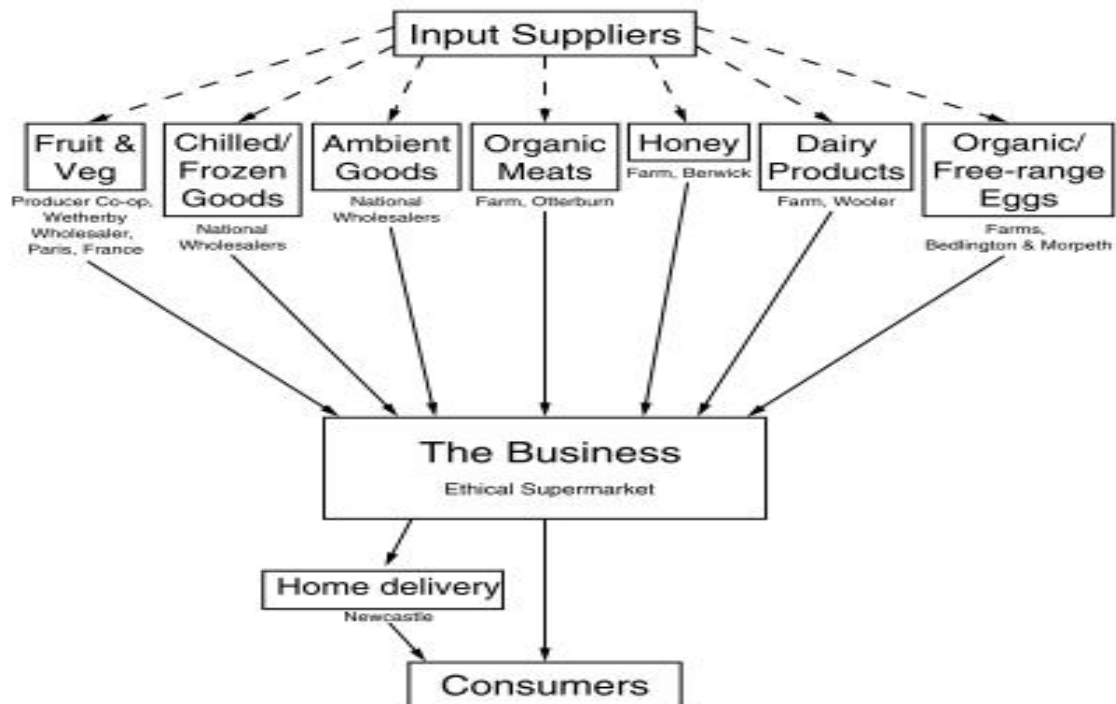 Input Suppliers
Fruit &
Veg
Producer Co-op,
Wetherby
Wholesaler,
Paris, France
Chilled/
Frozen
Goods
National
Wholesalers
Ambient
Goods
National
Wholesalers
Organic
Meats
Farm, Otterburn
Honey
Farm, Berwick
Dairy
Products
Farm, Wooler
Organic/
Free-range
Eggs
Farms,
Bedlington & Morpeth
The Business
Ethical Supermarket
Home delivery
Newcastle
Consumers